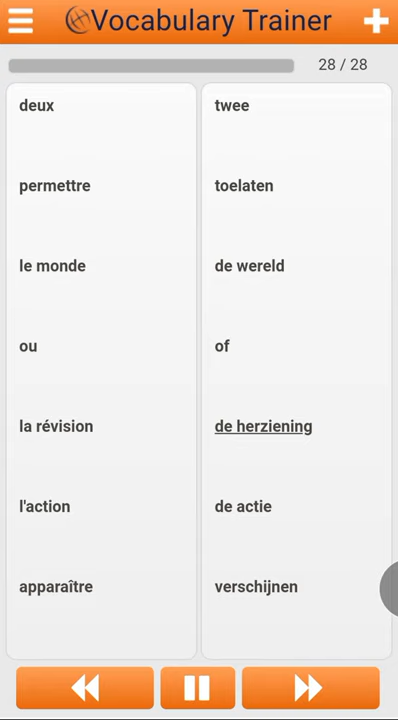 Vocabulary Trainer
28 / 28
deux twee
permettre toelaten
le monde de wereld
ou of
la révision de herziening
l'action de actie
apparaître verschijnen